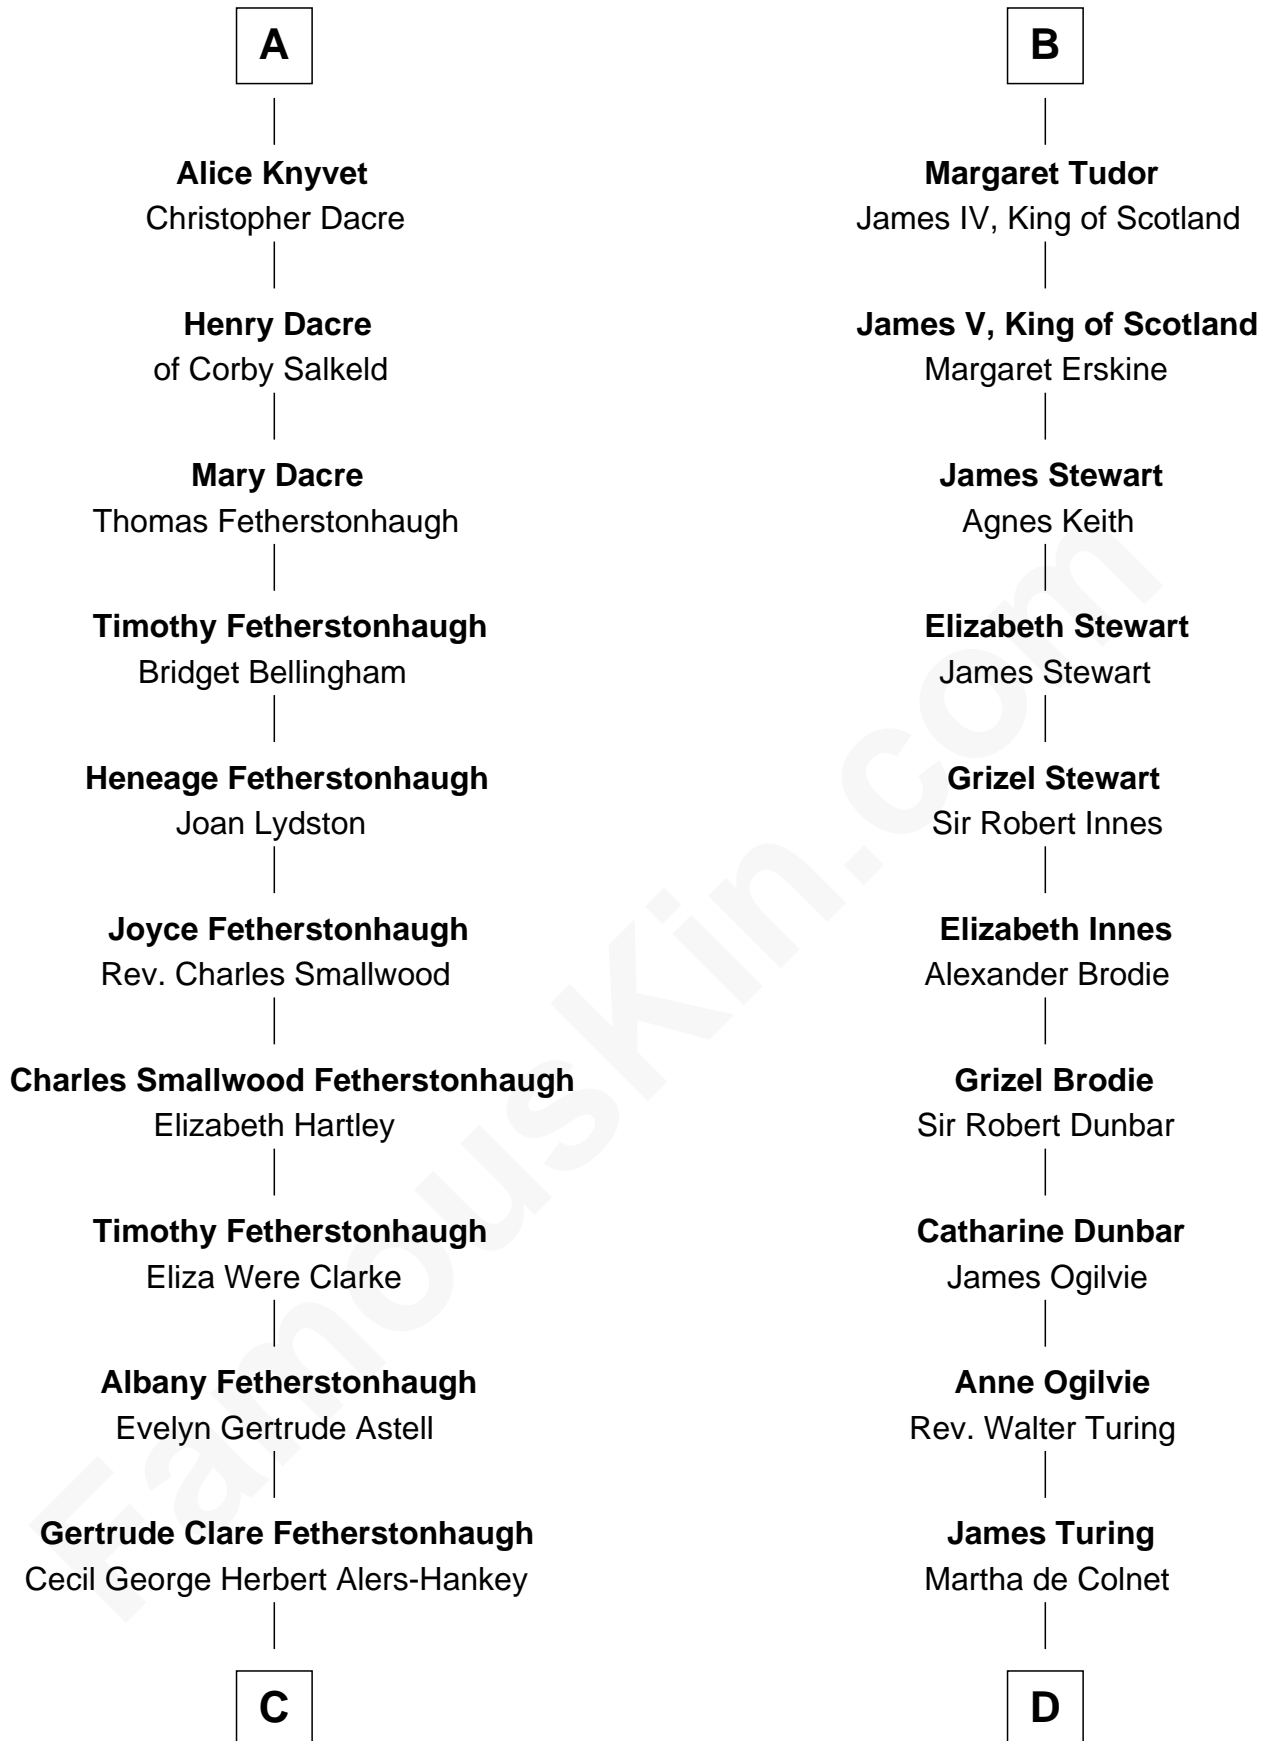 A
Alice Knyvet
Christopher Dacre
Henry Dacre
of Corby Salkeld
Mary Dacre
Thomas Fetherstonhaugh
Timothy Fetherstonhaugh
Bridget Bellingham
Heneage Fetherstonhaugh
Joan Lydston
Joyce Fetherstonhaugh
Rev. Charles Smallwood
Charles Smallwood Fetherstonhaugh
Elizabeth Hartley
Timothy Fetherstonhaugh
Eliza Were Clarke
Albany Fetherstonhaugh
Evelyn Gertrude Astell
Gertrude Clare Fetherstonhaugh
Cecil George Herbert Alers-Hankey
C
B
Margaret Tudor
James IV, King of Scotland
James V, King of Scotland
Margaret Erskine
James Stewart
Agnes Keith
Elizabeth Stewart
James Stewart
Grizel Stewart
Sir Robert Innes
Elizabeth Innes
Alexander Brodie
Grizel Brodie
Sir Robert Dunbar
Catharine Dunbar
James Ogilvie
Anne Ogilvie
Rev. Walter Turing
James Turing
Martha de Colnet
D
FamousKin.com